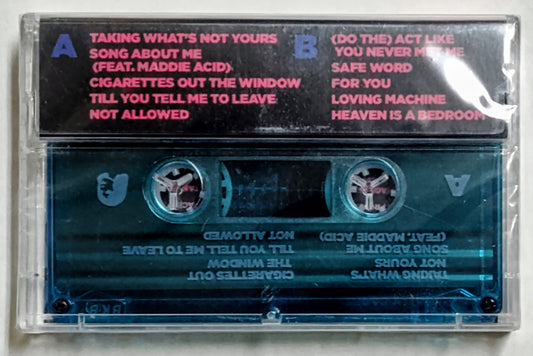 A
TAKING WHAT'S NOT YOURS
SONG ABOUT ME
(FEAT. MADDIE ACID)
CIGARETTES OUT THE WINDOW
TILL YOU TELL ME TO LEAVE
NOT ALLOWED
B
(DO THE) ACT LIKE
YOU NEVER MET ME
SAFE WORD
FOR YOU
LOVING MACHINE
HEAVEN IS A BEDROOM
A
TAKING WHAT'S
NOT YOURS
SONG ABOUT ME
(FEAT. MADDIE ACID)
CIGARETTES OUT
THE WINDOW
TILL YOU TELL ME TO LEAVE
NOT ALLOWED